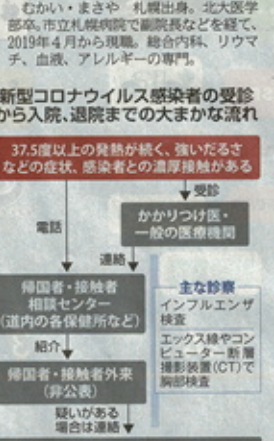 むかい・まさや 札幌出身。北大医学
部卒。市立札幌病院で副院長などを経て、
2019年4月から現職。総合内科、リウマ
チ、血液、アレルギーの専門。
新型コロナウイルス感染者の受診
から入院、退院までの大まかな流れ
37.5度以上の発熱が続く、強いだるさ
などの症状、感染者との濃厚接触がある
受診
電話
かかりつけ医・
一般の医療機関
連絡
帰国者・接触者
相談センター
(道内の各保健所など)
紹介
帰国者・接触者外来
(非公表)
疑いがある
場合は連絡
主な診察
インフルエンザ
検査
エックス線やコン
ピューター断層
撮影装置(CT)で
胸部検査